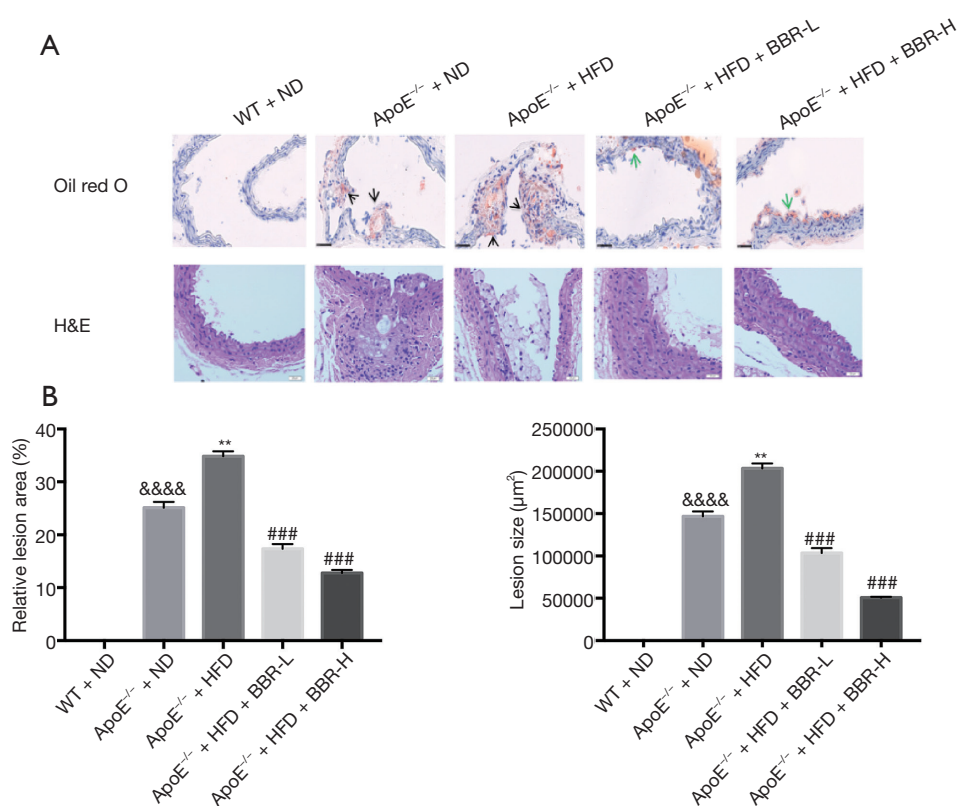 A
WT + ND
ApoE⁻/⁻ + ND
ApoE⁻/⁻ + HFD
ApoE⁻/⁻ + HFD + BBR-L
ApoE⁻/⁻ + HFD + BBR-H
Oil red O
H&E
B
Relative lesion area (%)
40
30
20
10
0
&&&&
**
###
###
WT + ND
ApoE⁻/⁻ + ND
ApoE⁻/⁻ + HFD
ApoE⁻/⁻ + HFD + BBR-L
ApoE⁻/⁻ + HFD + BBR-H
Lesion size (μm²)
250000
200000
150000
100000
50000
0
&&&&
**
###
###
WT + ND
ApoE⁻/⁻ + ND
ApoE⁻/⁻ + HFD
ApoE⁻/⁻ + HFD + BBR-L
ApoE⁻/⁻ + HFD + BBR-H